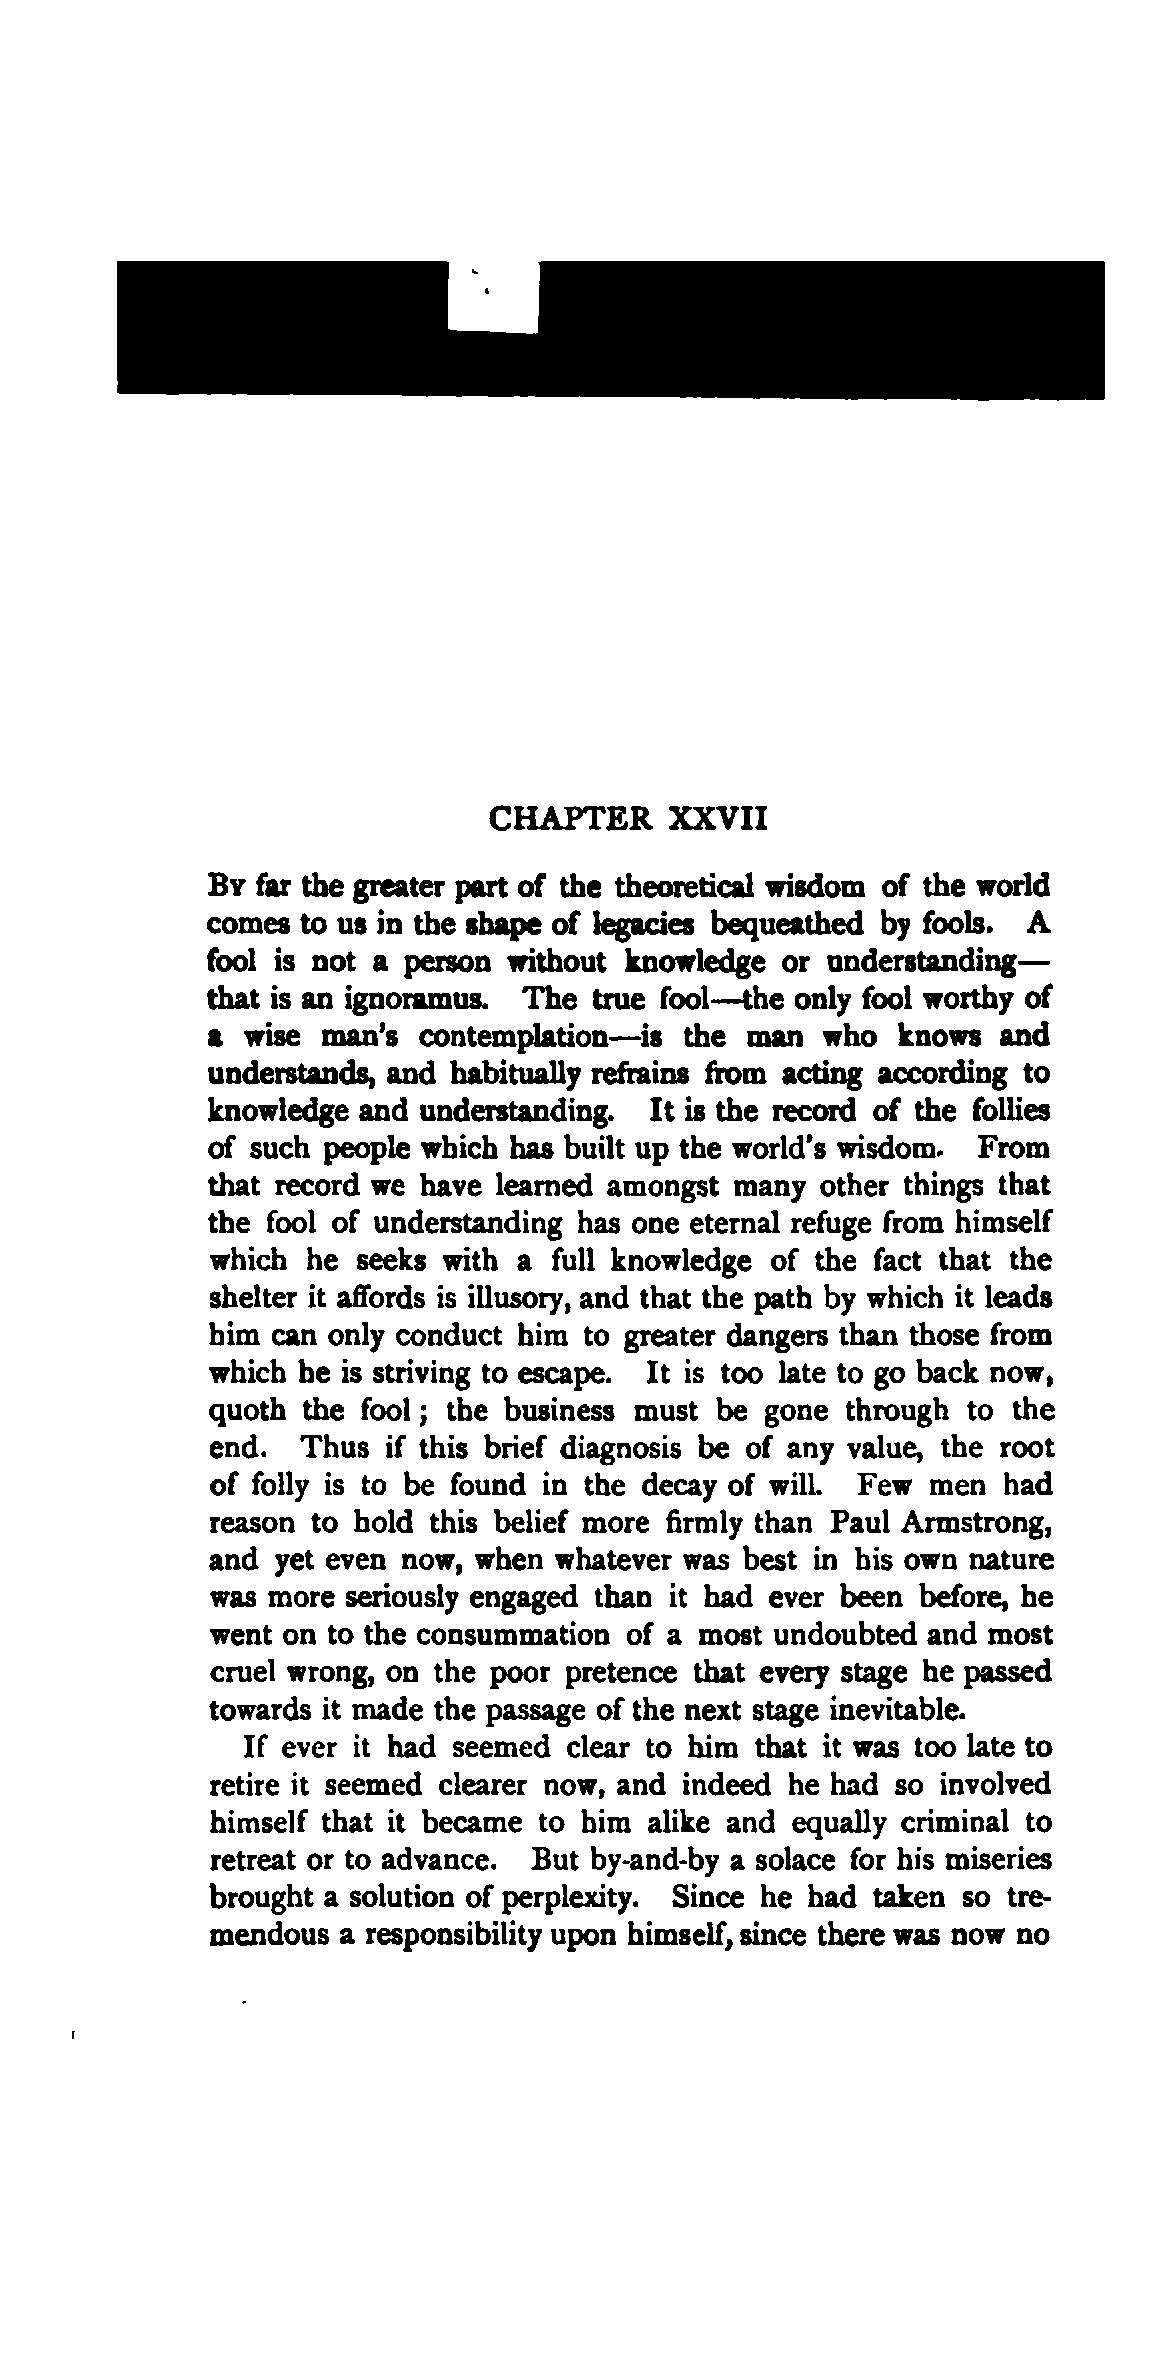 CHAPTER XXVII
By far the greater part of the theoretical wisdom of the world
comes to us in the shape of legacies bequeathed by fools. A
fool is not a person without knowledge or understanding—
that is an ignoramus. The true fool—the only fool worthy of
a wise man's contemplation—is the man who knows and
understands, and habitually refrains from acting according to
knowledge and understanding. It is the record of the follies
of such people which has built up the world's wisdom. From
that record we have learned amongst many other things that
the fool of understanding has one eternal refuge from himself
which he seeks with a full knowledge of the fact that the
shelter it affords is illusory, and that the path by which it leads
him can only conduct him to greater dangers than those from
which he is striving to escape. It is too late to go back now,
quoth the fool; the business must be gone through to the
end. Thus if this brief diagnosis be of any value, the root
of folly is to be found in the decay of will. Few men had
reason to hold this belief more firmly than Paul Armstrong,
and yet even now, when whatever was best in his own nature
was more seriously engaged than it had ever been before, he
went on to the consummation of a most undoubted and most
cruel wrong, on the poor pretence that every stage he passed
towards it made the passage of the next stage inevitable.
If ever it had seemed clear to him that it was too late to
retire it seemed clearer now, and indeed he had so involved
himself that it became to him alike and equally criminal to
retreat or to advance. But by-and-by a solace for his miseries
brought a solution of perplexity. Since he had taken so tre-
mendous a responsibility upon himself, since there was now no